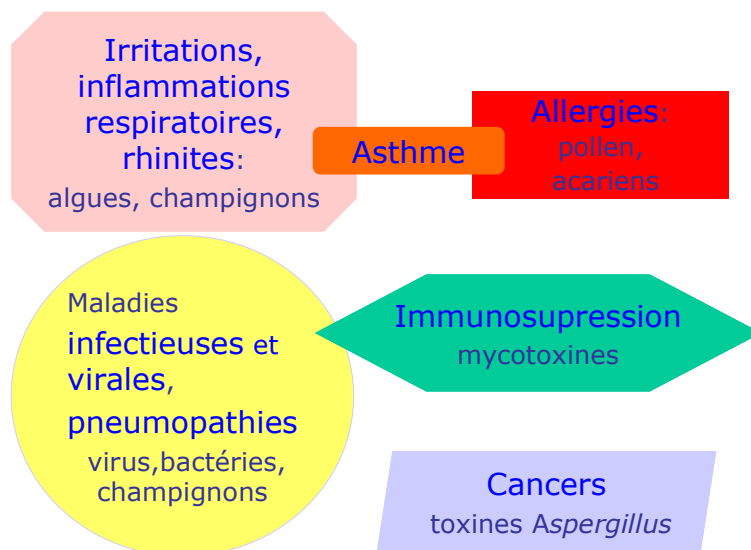 Irritations,
inflammations
respiratoires,
rhinites:
algues, champignons
Asthme
Allergies:
pollen,
acariens
Maladies
infectieuses et
virales,
pneumopathies
virus,bactéries,
champignons
Immunosupression
mycotoxines
Cancers
toxines Aspergillus